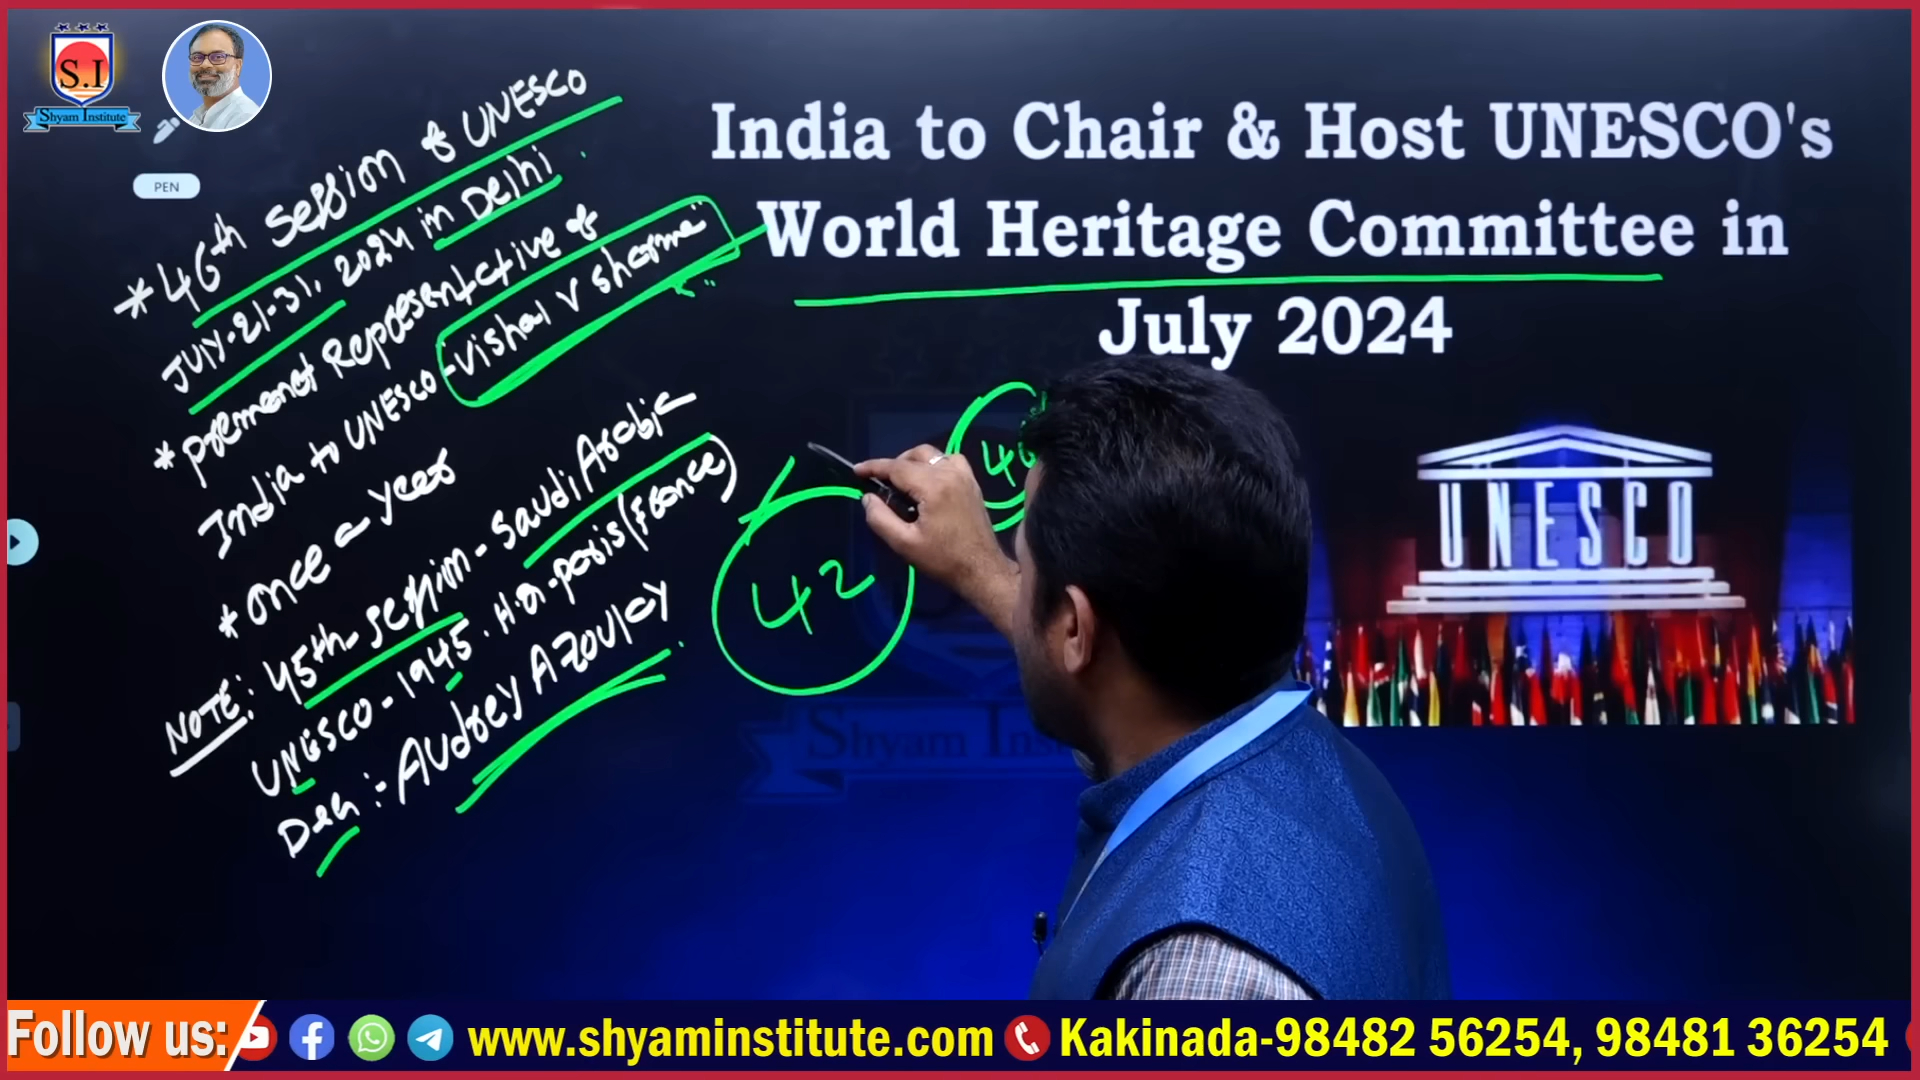 S.I
Shyam Institute
PEN
India to Chair & Host UNESCO's
World Heritage Committee in
July 2024
* 46th Session of UNESCO
JUlY-21-31, 2024 in Delhi
* Representative of
India to UNESCO - Vishal V Sharma
* once a year
NOTE: 45th - Session - Saudi Arabia
UNESCO - 1945. H.Q - paris (France)
:- Audrey AZOUlay
42
UNESCO
Shyam
Follow us:
www.shyaminstitute.com
Kakinada-98482 56254, 98481 36254